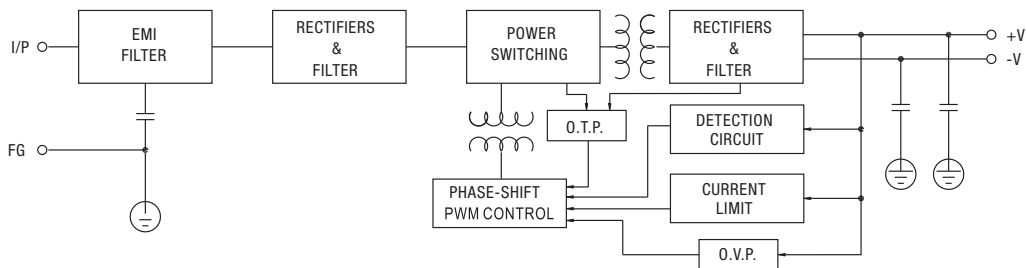 I/P
EMI
FILTER
RECTIFIERS
&
FILTER
POWER
SWITCHING
RECTIFIERS
&
FILTER
+V
-V
O.T.P.
DETECTION
CIRCUIT
FG
PHASE-SHIFT
PWM CONTROL
CURRENT
LIMIT
O.V.P.